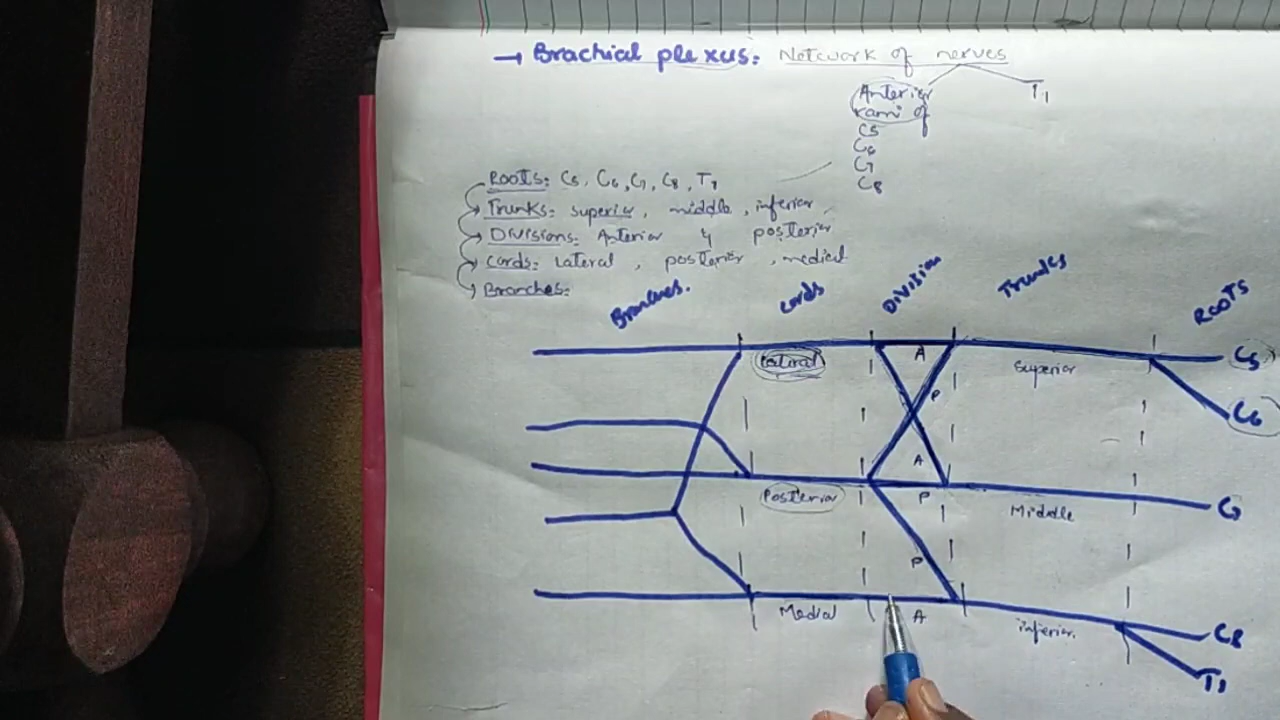 → Brachial plexus: Network of nerves
Anterior T1
rami of
C5
C6
C7
C8
Roots: C5, C6, C7, C8, T1
Trunks: superior, middle, inferior
Divisions: Anterior & posterior
Cords: Lateral, posterior, medical
Branches:
Branches. Cords Division Trunks Roots
Lateral A Superior C5
P C6
A
Posterior P Middle C7
P
Medial A inferior. C8
T1